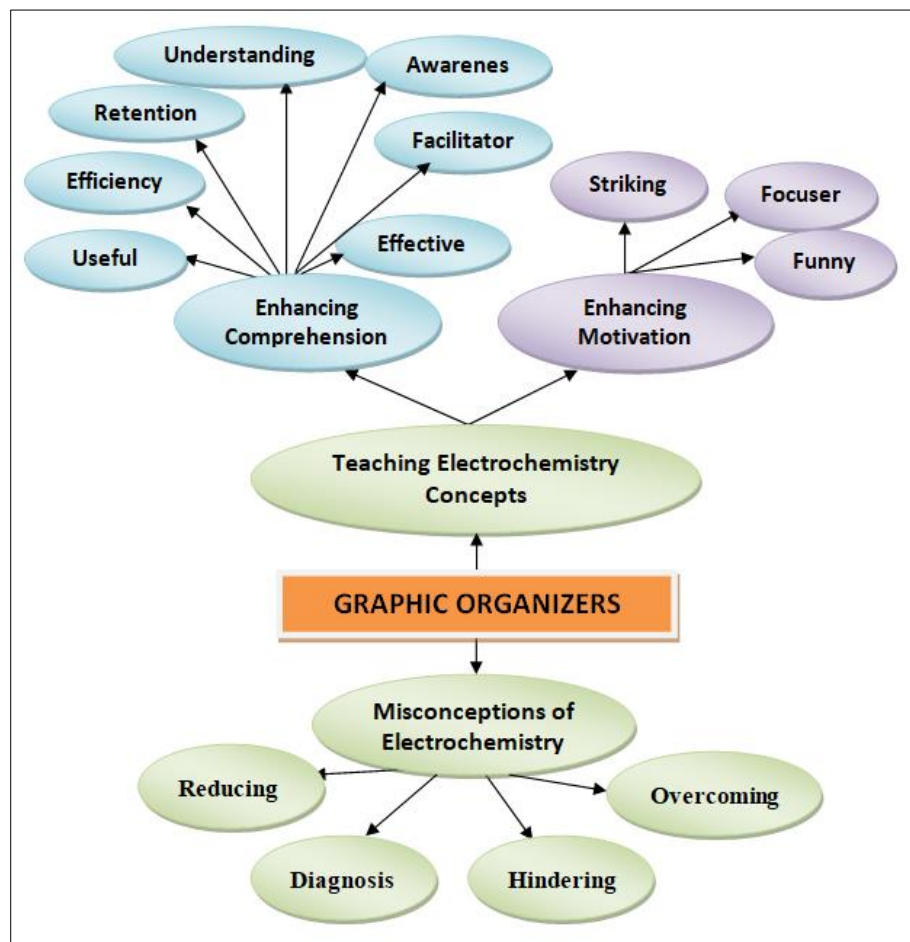 Understanding
Awarenes
Retention
Facilitator
Efficiency
Striking
Focuser
Useful
Effective
Funny
Enhancing
Comprehension
Enhancing
Motivation
Teaching Electrochemistry
Concepts
GRAPHIC ORGANIZERS
Misconceptions of
Electrochemistry
Reducing
Overcoming
Diagnosis
Hindering